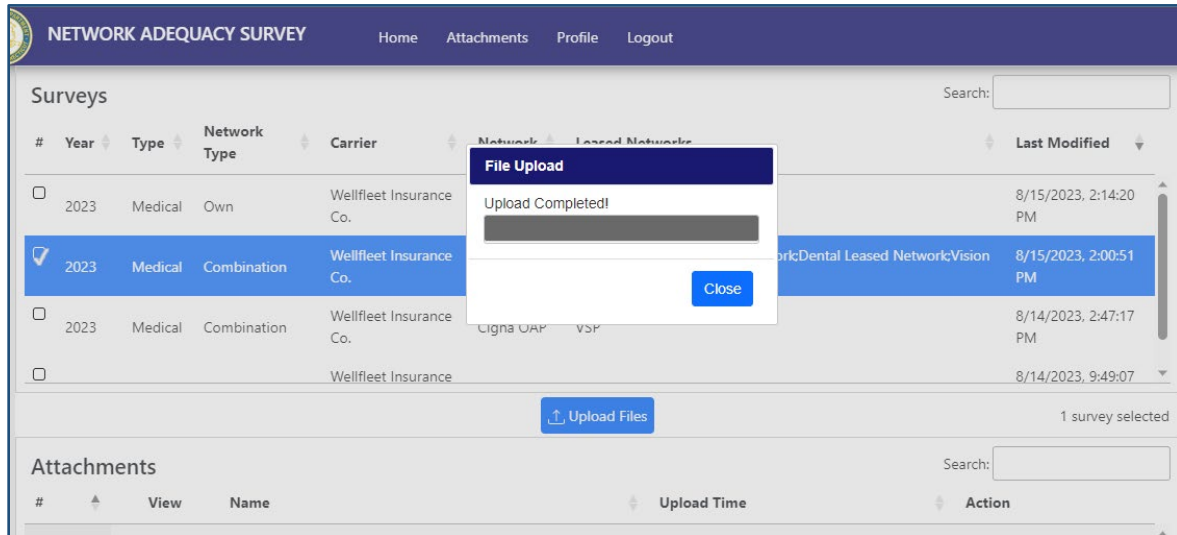 NETWORK ADEQUACY SURVEY Home Attachments Profile Logout
Surveys Search:
# Year Type Network Type Carrier Network Leased Networks Last Modified
2023 Medical Own Wellfleet Insurance Co. 8/15/2023, 2:14:20 PM
File Upload
Upload Completed!
Close
2023 Medical Combination Wellfleet Insurance Co. Dental Leased Network;Vision 8/15/2023, 2:00:51 PM
2023 Medical Combination Wellfleet Insurance Co. Cigna OAP VSP 8/14/2023, 2:47:17 PM
Wellfleet Insurance 8/14/2023, 9:49:07
Upload Files 1 survey selected
Attachments Search:
# View Name Upload Time Action